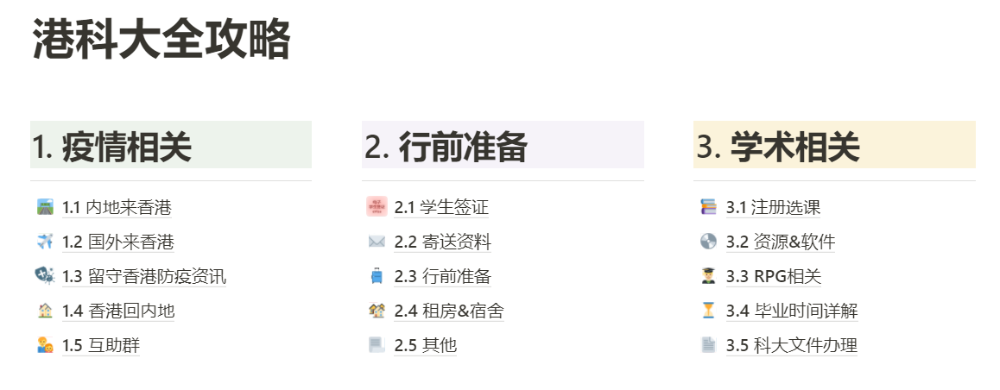 港科大全攻略
1. 疫情相关
1.1 内地来香港
1.2 国外来香港
1.3 留守香港防疫资讯
1.4 香港回内地
1.5 互助群
2. 行前准备
2.1 学生签证
2.2 寄送资料
2.3 行前准备
2.4 租房&宿舍
2.5 其他
3. 学术相关
3.1 注册选课
3.2 资源&软件
3.3 RPG相关
3.4 毕业时间详解
3.5 科大文件办理